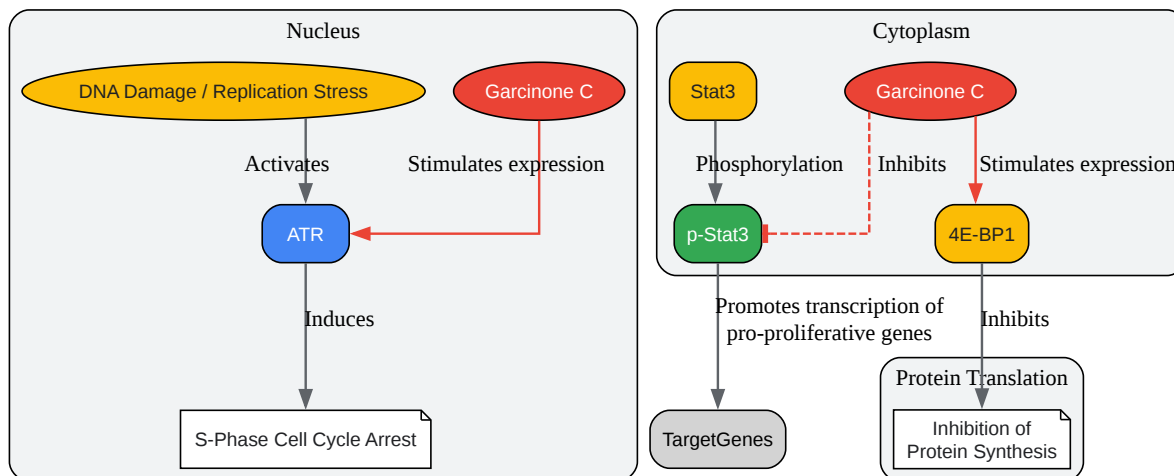 Nucleus
DNA Damage / Replication Stress
Garcinone C
Activates
Stimulates expression
ATR
Induces
S-Phase Cell Cycle Arrest
Cytoplasm
Stat3
Garcinone C
Phosphorylation
Inhibits
Stimulates expression
p-Stat3
4E-BP1
Promotes transcription of
pro-proliferative genes
Inhibits
TargetGenes
Protein Translation
Inhibition of
Protein Synthesis